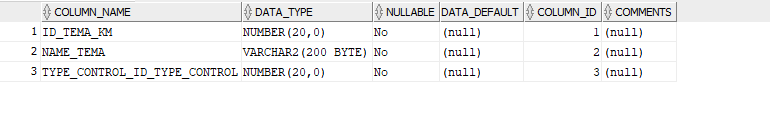 COLUMN_NAME DATA_TYPE NULLABLE DATA_DEFAULT COLUMN_ID COMMENTS
1 ID_TEMA_KM NUMBER(20,0) No (null) 1 (null)
2 NAME_TEMA VARCHAR2(200 BYTE) No (null) 2 (null)
3 TYPE_CONTROL_ID_TYPE_CONTROL NUMBER(20,0) No (null) 3 (null)